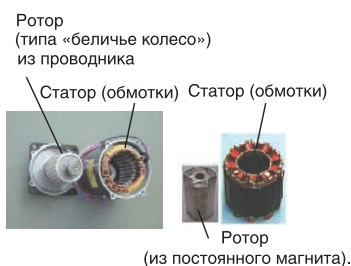 Ротор
(типа «беличье колесо»)
из проводника
Статор (обмотки) Статор (обмотки)
Ротор
(из постоянного магнита).